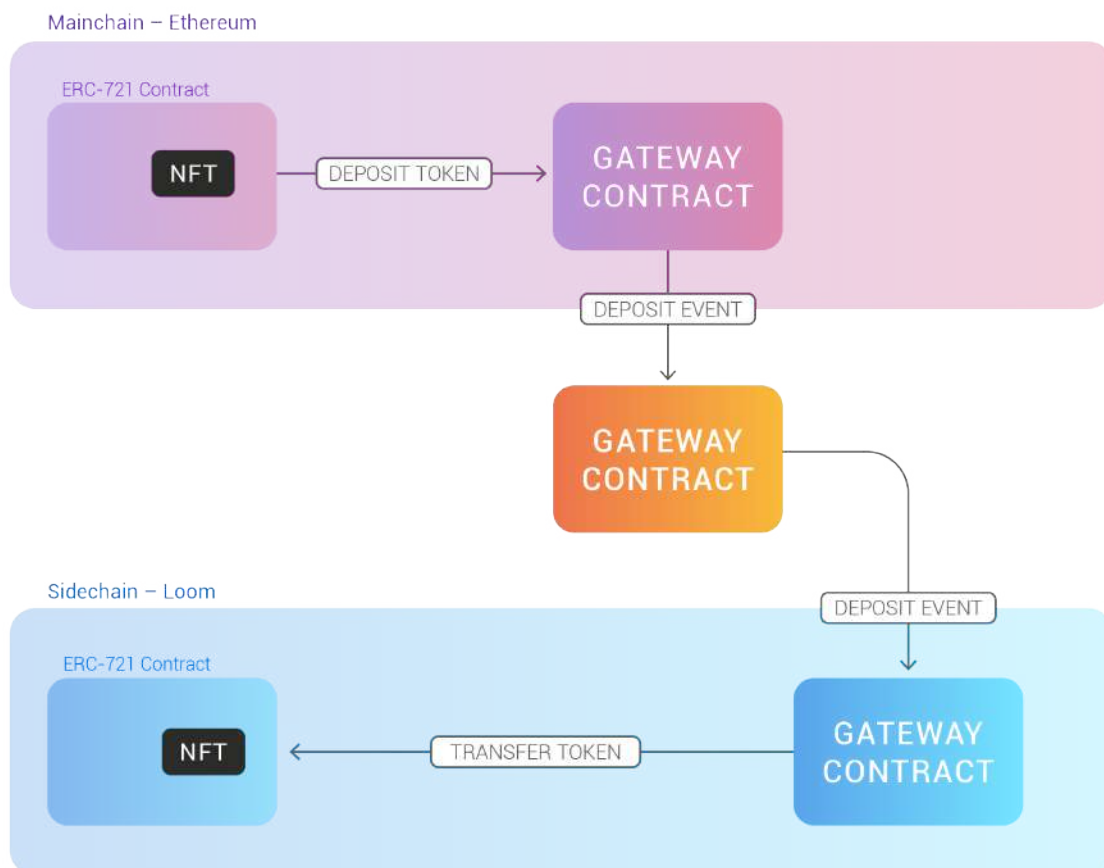 Mainchain – Ethereum
ERC-721 Contract
NFT
DEPOSIT TOKEN
GATEWAY
CONTRACT
DEPOSIT EVENT
GATEWAY
CONTRACT
Sidechain – Loom
DEPOSIT EVENT
ERC-721 Contract
NFT
TRANSFER TOKEN
GATEWAY
CONTRACT